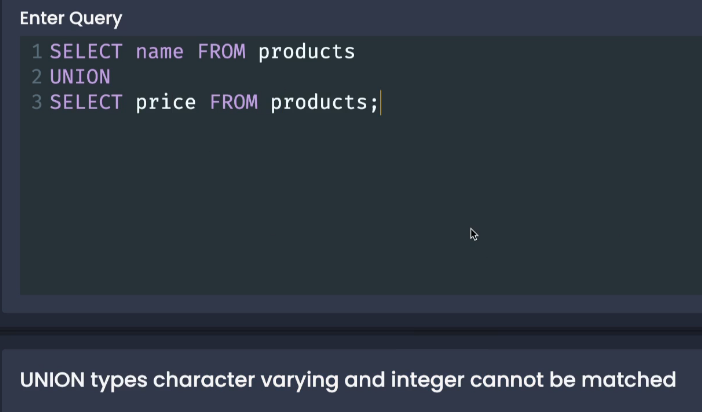 Enter Query
1 SELECT name FROM products
2 UNION
3 SELECT price FROM products;
UNION types character varying and integer cannot be matched